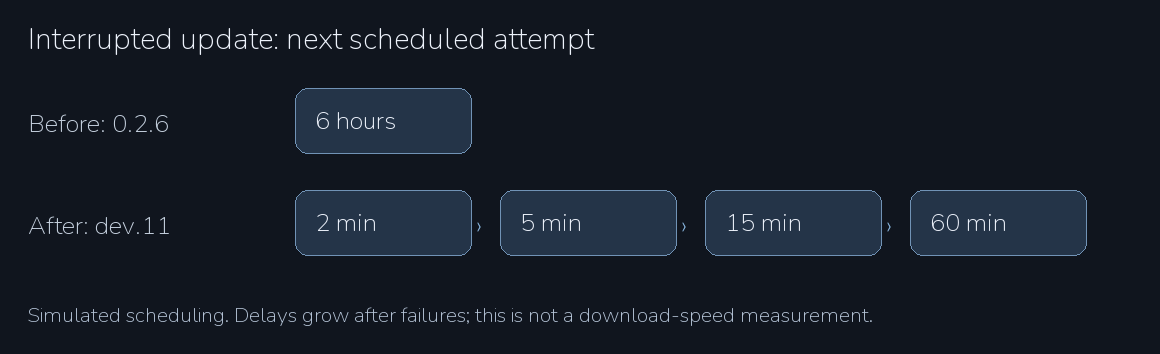 Interrupted update: next scheduled attempt
Before: 0.2.6 6 hours
After: dev.11 2 min › 5 min › 15 min › 60 min
Simulated scheduling. Delays grow after failures; this is not a download-speed measurement.